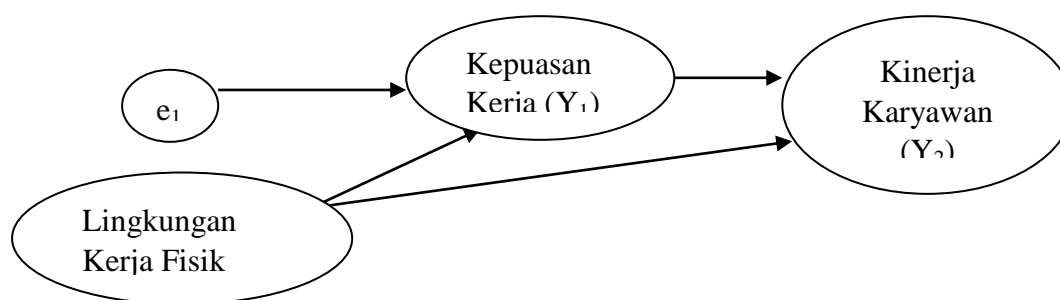 Kepuasan
Kerja (Y₁)
Kinerja
Karyawan
(Y₂)
e₁
Lingkungan
Kerja Fisik